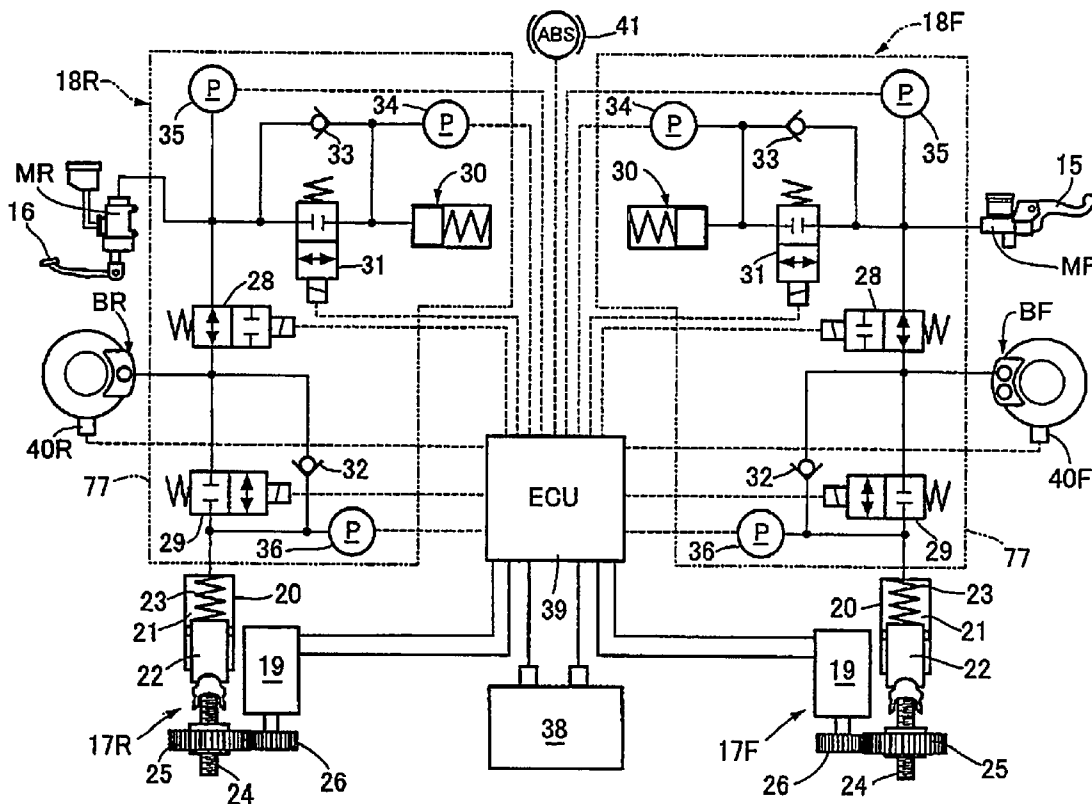 ABS 41
18F
18R
P P P P
35 34 34 35
33 33
MR 30 30 15
16
31 31 MF
28 28
BR BF
40R 32 32 40F
77 ECU
29 P P 29
36 36 77
39
23 20 20 23
21 21
22 19 19 22
38
17R 17F
25 26 26 25
24 24